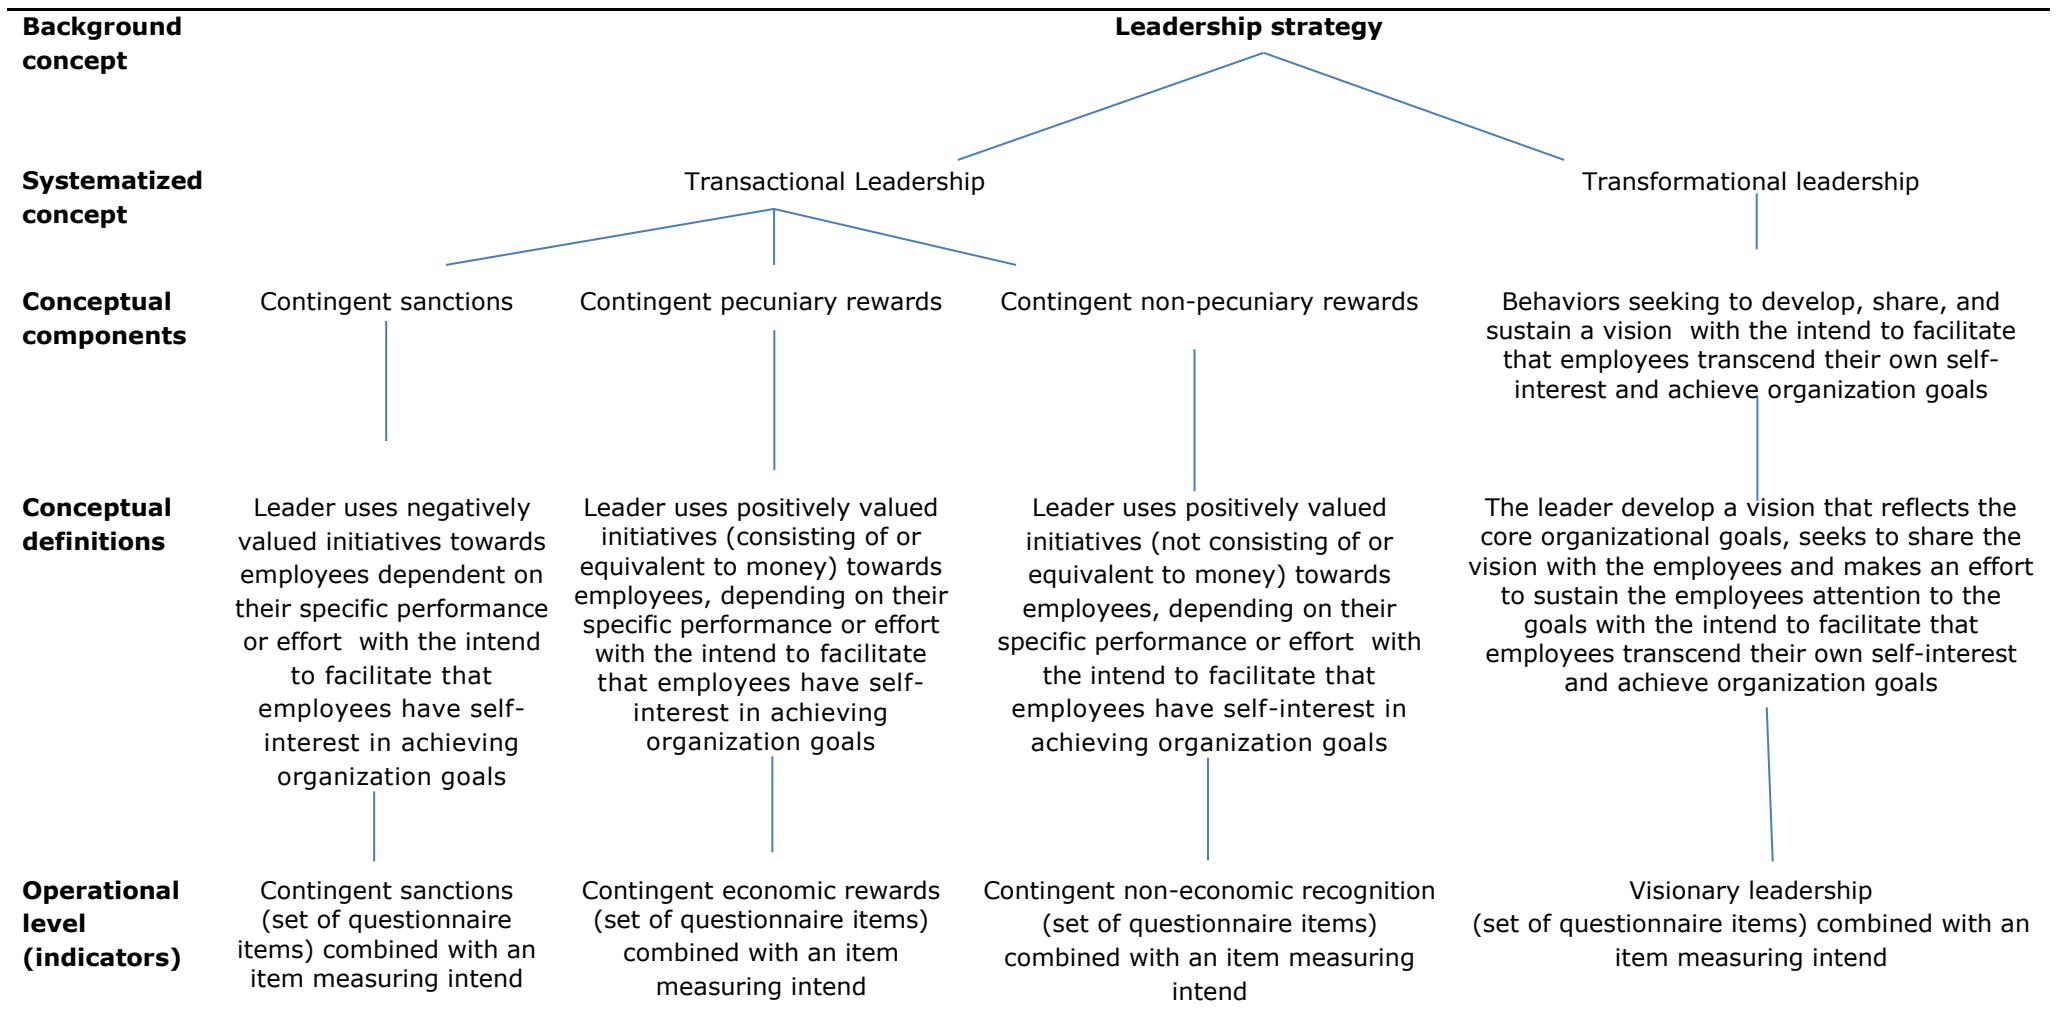 Background
concept
Leadership strategy
Systematized
concept
Transactional Leadership
Transformational leadership
Conceptual
components
Contingent sanctions
Contingent pecuniary rewards
Contingent non-pecuniary rewards
Behaviors seeking to develop, share, and
sustain a vision  with the intend to facilitate
that employees transcend their own self-
interest and achieve organization goals
Conceptual
definitions
Leader uses negatively
valued initiatives towards
employees dependent on
their specific performance
or effort  with the intend
to facilitate that
employees have self-
interest in achieving
organization goals
Leader uses positively valued
initiatives (consisting of or
equivalent to money) towards
employees, depending on their
specific performance or effort
with the intend to facilitate
that employees have self-
interest in achieving
organization goals
Leader uses positively valued
initiatives (not consisting of or
equivalent to money) towards
employees, depending on their
specific performance or effort  with
the intend to facilitate that
employees have self-interest in
achieving organization goals
The leader develop a vision that reflects the
core organizational goals, seeks to share the
vision with the employees and makes an effort
to sustain the employees attention to the
goals with the intend to facilitate that
employees transcend their own self-interest
and achieve organization goals
Operational
level
(indicators)
Contingent sanctions
(set of questionnaire
items) combined with an
item measuring intend
Contingent economic rewards
(set of questionnaire items)
combined with an item
measuring intend
Contingent non-economic recognition
(set of questionnaire items)
combined with an item measuring
intend
Visionary leadership
(set of questionnaire items) combined with an
item measuring intend